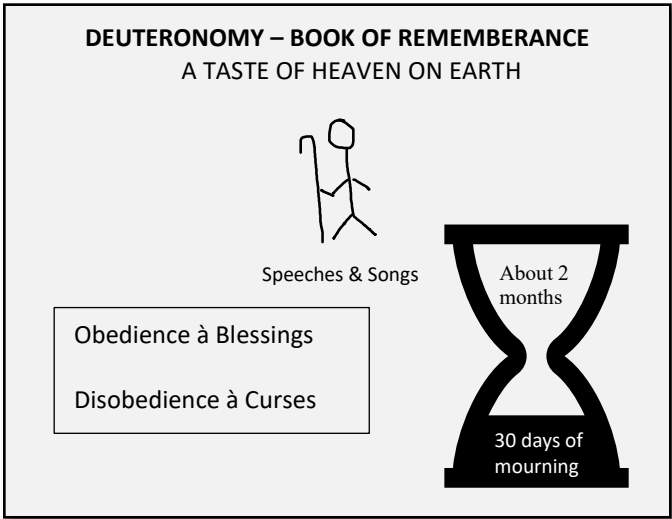 DEUTERONOMY – BOOK OF REMEMBERANCE
A TASTE OF HEAVEN ON EARTH
Speeches & Songs
About 2
months
Obedience à Blessings
Disobedience à Curses
30 days of
mourning